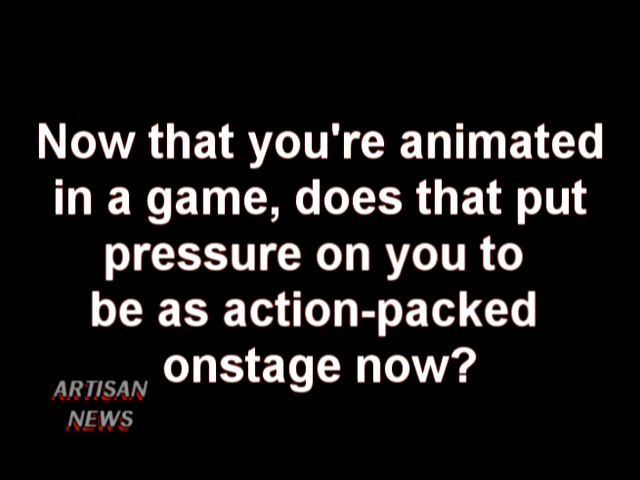 Now that you're animated
in a game, does that put
pressure on you to
be as action-packed
onstage now?
ARTISAN
NEWS